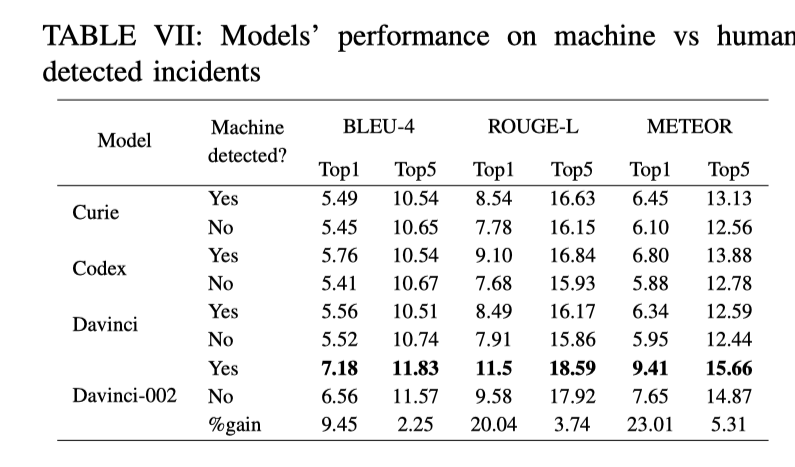 TABLE VII: Models' performance on machine vs human
detected incidents
Model Machine detected? BLEU-4 ROUGE-L METEOR
Top1 Top5 Top1 Top5 Top1 Top5
Curie Yes 5.49 10.54 8.54 16.63 6.45 13.13
No 5.45 10.65 7.78 16.15 6.10 12.56
Codex Yes 5.76 10.54 9.10 16.84 6.80 13.88
No 5.41 10.67 7.68 15.93 5.88 12.78
Davinci Yes 5.56 10.51 8.49 16.17 6.34 12.59
No 5.52 10.74 7.91 15.86 5.95 12.44
Yes 7.18 11.83 11.5 18.59 9.41 15.66
Davinci-002 No 6.56 11.57 9.58 17.92 7.65 14.87
%gain 9.45 2.25 20.04 3.74 23.01 5.31